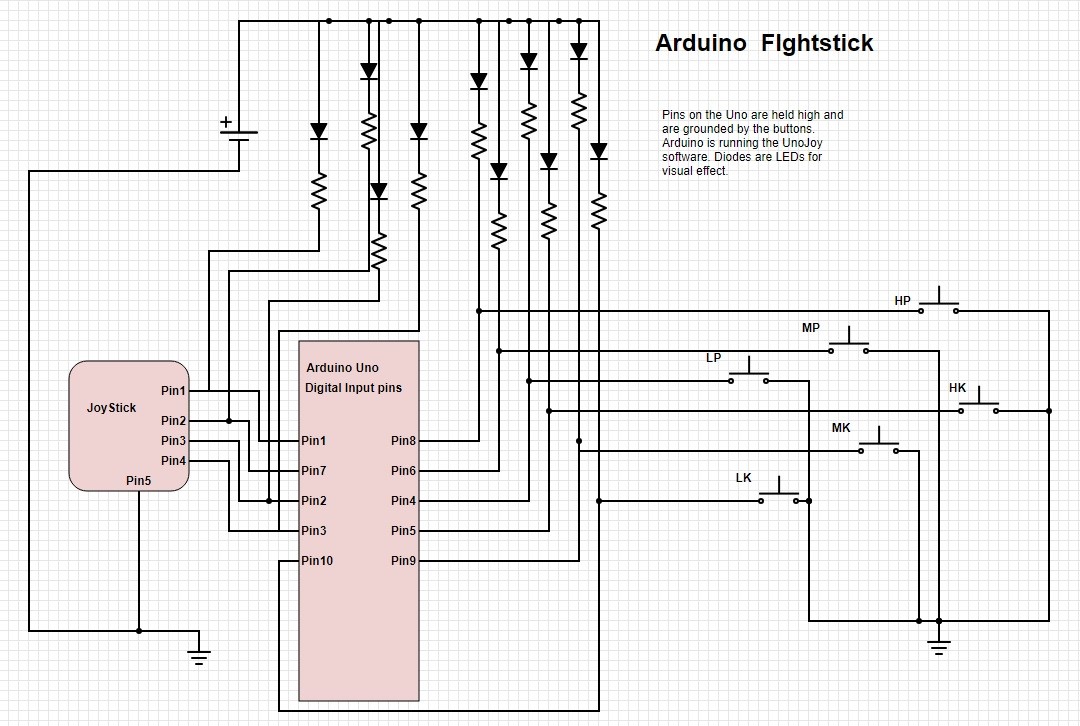 Arduino FIghtstick
Pins on the Uno are held high and
are grounded by the buttons.
Arduino is running the UnoJoy
software. Diodes are LEDs for
visual effect.
+
HP
MP
LP
HK
MK
LK
JoyStick
Pin1
Pin2
Pin3
Pin4
Pin5
Arduino Uno
Digital Input pins
Pin1
Pin8
Pin7
Pin6
Pin2
Pin4
Pin3
Pin5
Pin10
Pin9